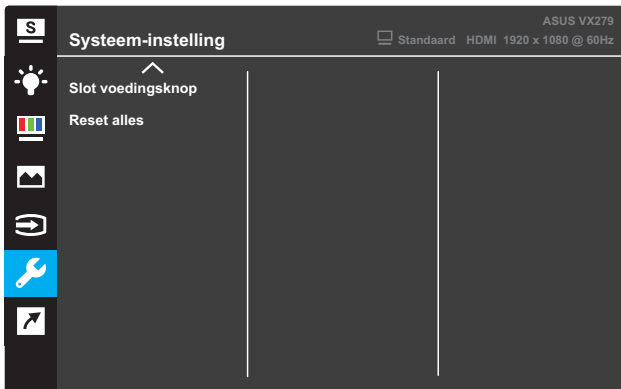 S
ASUS VX279
Systeem-instelling
Standaard HDMI 1920 x 1080 @ 60Hz
Slot voedingsknop
Reset alles